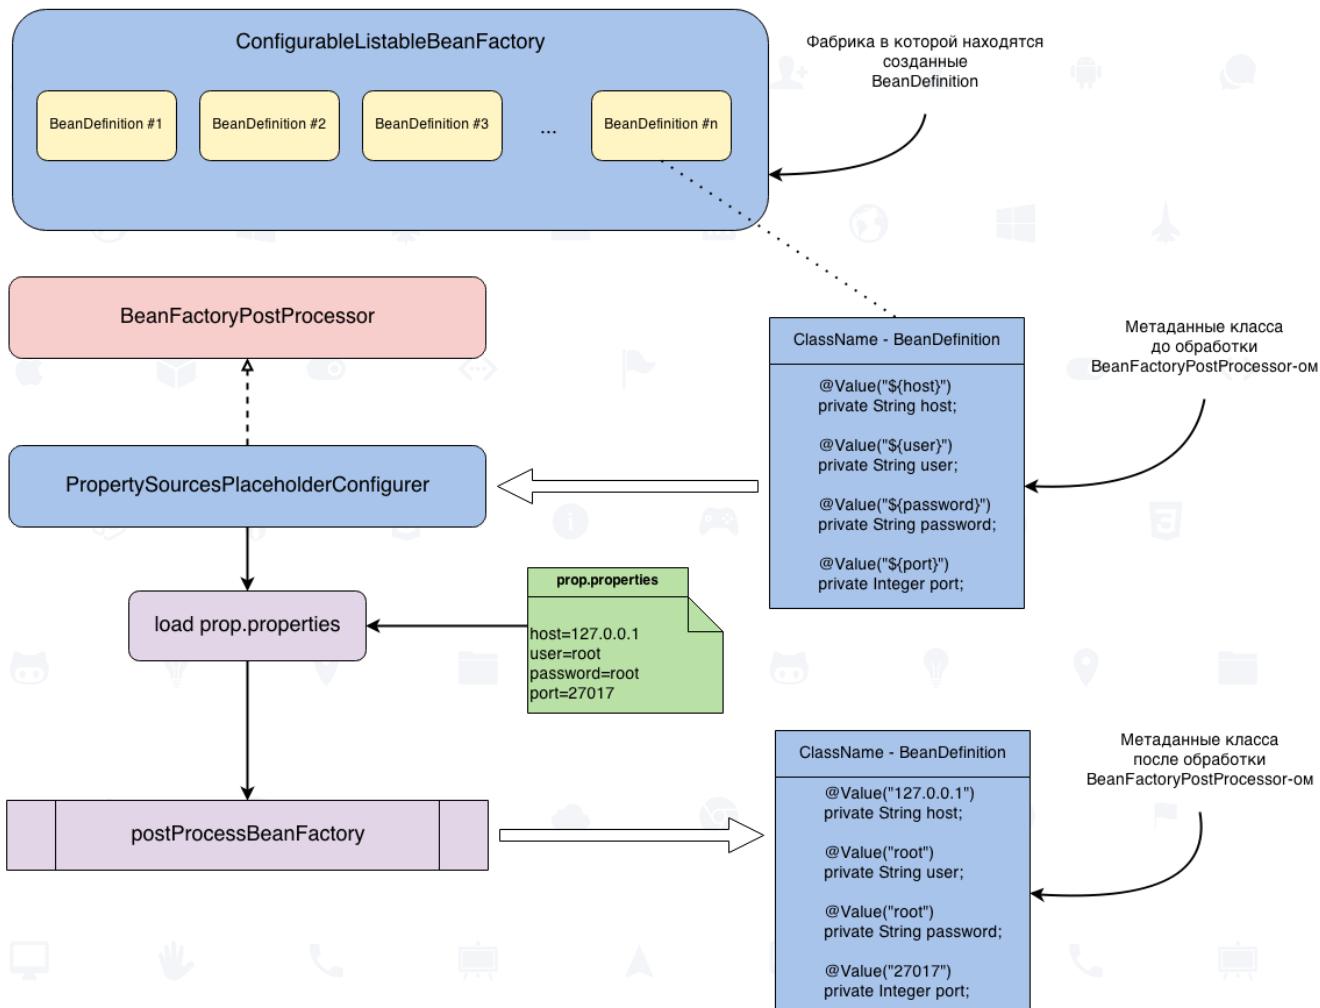 ConfigurableListableBeanFactory
BeanDefinition #1
BeanDefinition #2
BeanDefinition #3
...
BeanDefinition #n
Фабрика в которой находятся
созданные
BeanDefinition
BeanFactoryPostProcessor
ClassName - BeanDefinition
@Value("${host}")
private String host;
@Value("${user}")
private String user;
@Value("${password}")
private String password;
@Value("${port}")
private Integer port;
Метаданные класса
до обработки
BeanFactoryPostProcessor-ом
PropertySourcesPlaceholderConfigurer
load prop.properties
prop.properties
host=127.0.0.1
user=root
password=root
port=27017
postProcessBeanFactory
ClassName - BeanDefinition
@Value("127.0.0.1")
private String host;
@Value("root")
private String user;
@Value("root")
private String password;
@Value("27017")
private Integer port;
Метаданные класса
после обработки
BeanFactoryPostProcessor-ом